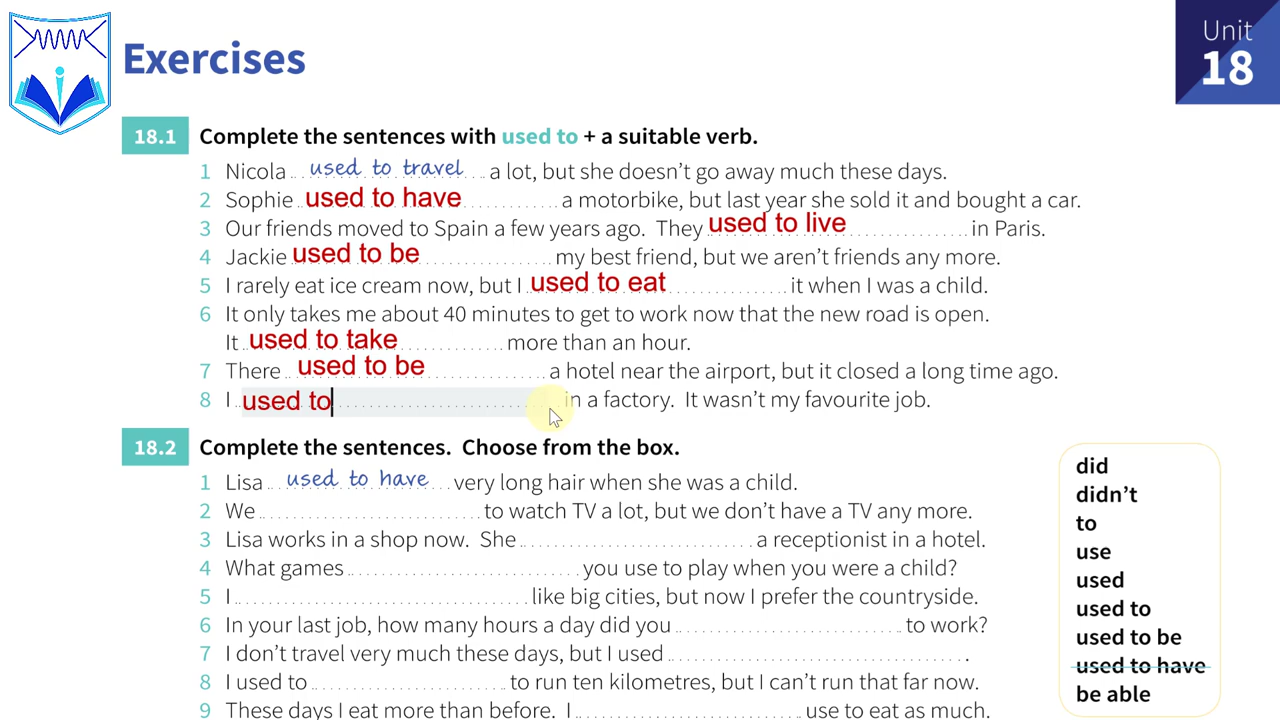 Exercises
Unit
18
18.1 Complete the sentences with used to + a suitable verb.
1 Nicola used to travel a lot, but she doesn't go away much these days.
2 Sophie used to have a motorbike, but last year she sold it and bought a car.
3 Our friends moved to Spain a few years ago. They used to live in Paris.
4 Jackie used to be my best friend, but we aren't friends any more.
5 I rarely eat ice cream now, but I used to eat it when I was a child.
6 It only takes me about 40 minutes to get to work now that the new road is open.
It used to take more than an hour.
7 There used to be a hotel near the airport, but it closed a long time ago.
8 I used to in a factory. It wasn't my favourite job.
18.2 Complete the sentences. Choose from the box.
1 Lisa used to have very long hair when she was a child.
2 We to watch TV a lot, but we don't have a TV any more.
3 Lisa works in a shop now. She a receptionist in a hotel.
4 What games you use to play when you were a child?
5 I like big cities, but now I prefer the countryside.
6 In your last job, how many hours a day did you to work?
7 I don't travel very much these days, but I used .
8 I used to to run ten kilometres, but I can't run that far now.
9 These days I eat more than before. I use to eat as much.
did
didn't
to
use
used
used to
used to be
used to have
be able